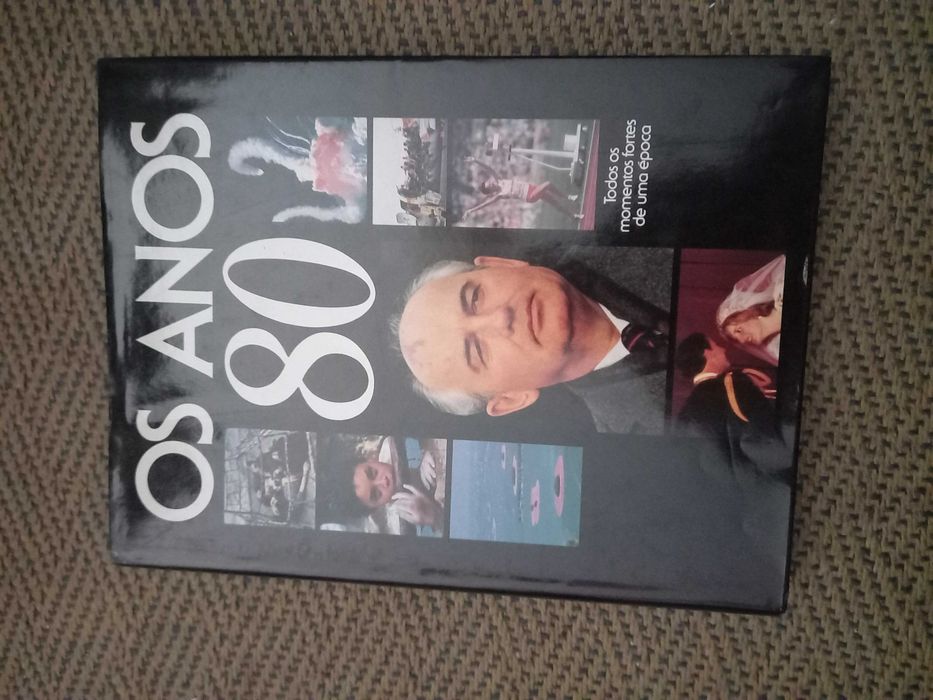 OS ANOS
80
Todos os
momentos fortes
de uma época